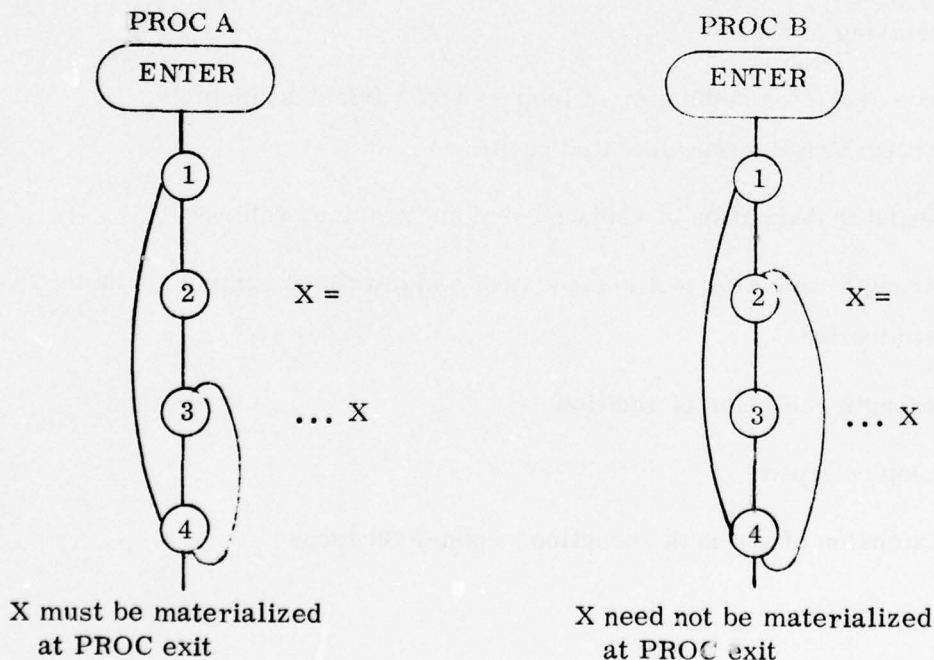 PROC A
ENTER
1
2
X =
3
... X
4
X must be materialized
at PROC exit
PROC B
ENTER
1
2
X =
3
... X
4
X need not be materialized
at PROC exit